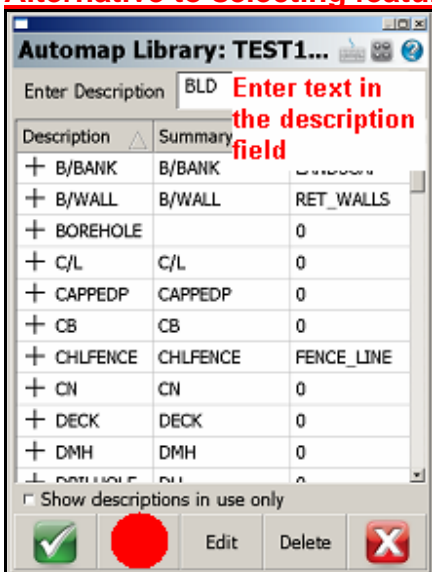 Automap Library: TEST1...
Enter Description BLD
Enter text in
the description
field
Description Summary
B/BANK B/BANK
B/WALL B/WALL RET_WALLS
BOREHOLE 0
C/L C/L 0
CAPPEDP CAPPEDP 0
CB CB 0
CHLFENCE CHLFENCE FENCE_LINE
CN CN 0
DECK DECK 0
DMH DMH 0
Show descriptions in use only
Edit Delete